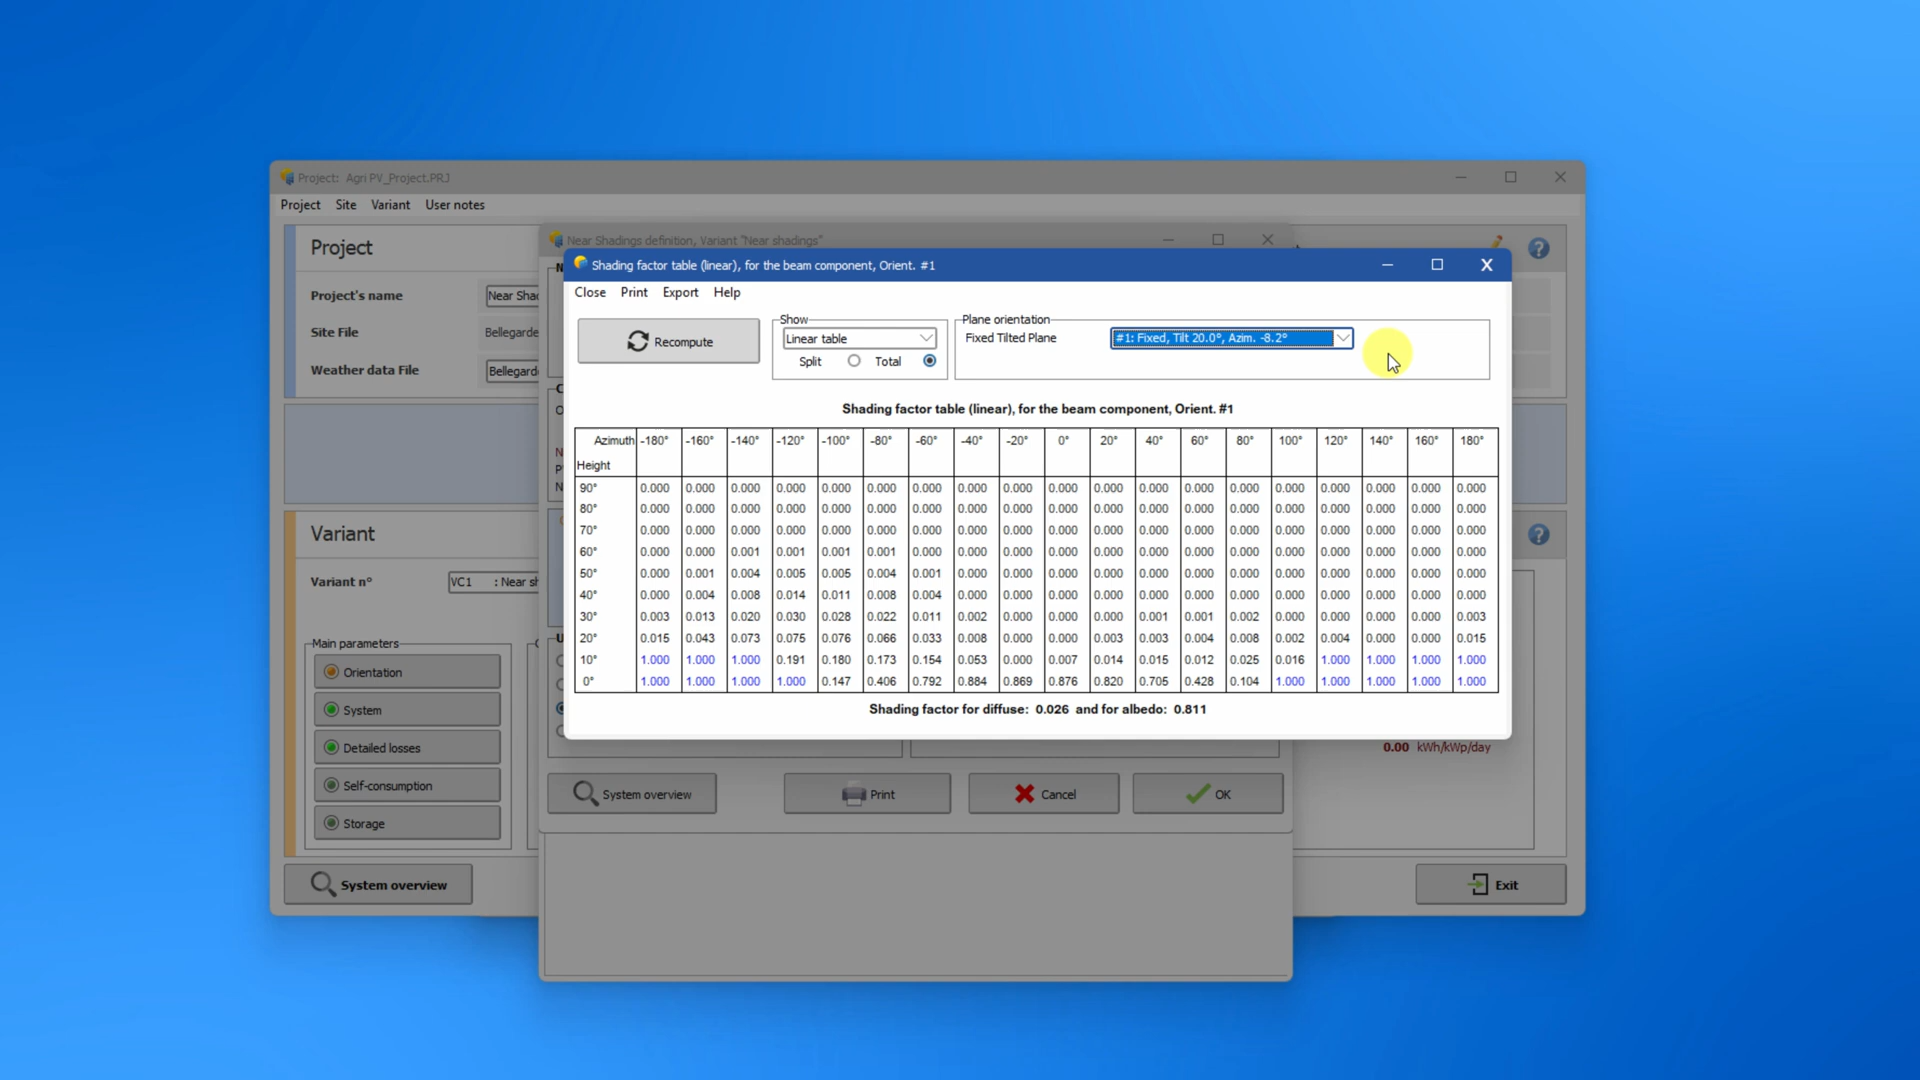 Project: Agri PV_Project.PRJ
Project Site Variant User notes
Project
Project's name Near Shad
Site File Bellegarde
Weather data File Bellegard
Variant
Variant n° VC1 : Near sh
Main parameters
Orientation
System
Detailed losses
Self-consumption
Storage
System overview
Near Shadings definition, Variant "Near shadings"
Shading factor table (linear), for the beam component, Orient. #1
Close Print Export Help
Recompute
Show
Linear table
Split Total
Plane orientation
Fixed Tilted Plane #1: Fixed, Tilt 20.0°, Azim. -8.2°
Shading factor table (linear), for the beam component, Orient. #1
Azimuth -180° -160° -140° -120° -100° -80° -60° -40° -20° 0° 20° 40° 60° 80° 100° 120° 140° 160° 180°
Height
90° 0.000 0.000 0.000 0.000 0.000 0.000 0.000 0.000 0.000 0.000 0.000 0.000 0.000 0.000 0.000 0.000 0.000 0.000 0.000
80° 0.000 0.000 0.000 0.000 0.000 0.000 0.000 0.000 0.000 0.000 0.000 0.000 0.000 0.000 0.000 0.000 0.000 0.000 0.000
70° 0.000 0.000 0.000 0.000 0.000 0.000 0.000 0.000 0.000 0.000 0.000 0.000 0.000 0.000 0.000 0.000 0.000 0.000 0.000
60° 0.000 0.000 0.001 0.001 0.001 0.001 0.000 0.000 0.000 0.000 0.000 0.000 0.000 0.000 0.000 0.000 0.000 0.000 0.000
50° 0.000 0.001 0.004 0.005 0.005 0.004 0.001 0.000 0.000 0.000 0.000 0.000 0.000 0.000 0.000 0.000 0.000 0.000 0.000
40° 0.000 0.004 0.008 0.014 0.011 0.008 0.004 0.000 0.000 0.000 0.000 0.000 0.000 0.000 0.000 0.000 0.000 0.000 0.000
30° 0.003 0.013 0.020 0.030 0.028 0.022 0.011 0.002 0.000 0.000 0.000 0.001 0.001 0.002 0.000 0.000 0.000 0.000 0.003
20° 0.015 0.043 0.073 0.075 0.076 0.066 0.033 0.008 0.000 0.000 0.003 0.003 0.004 0.008 0.002 0.004 0.000 0.000 0.015
10° 1.000 1.000 1.000 0.191 0.180 0.173 0.154 0.053 0.000 0.007 0.014 0.015 0.012 0.025 0.016 1.000 1.000 1.000 1.000
0° 1.000 1.000 1.000 1.000 0.147 0.406 0.792 0.884 0.869 0.876 0.820 0.705 0.428 0.104 1.000 1.000 1.000 1.000 1.000
Shading factor for diffuse: 0.026 and for albedo: 0.811
0.00 kWh/kWp/day
System overview Print Cancel OK
Exit